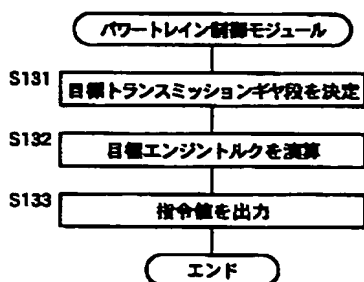 パワートレイン制御モジュール
S131
目標トランスミッションギヤ段を決定
S132
目標エンジントルクを演算
S133
指令値を出力
エンド